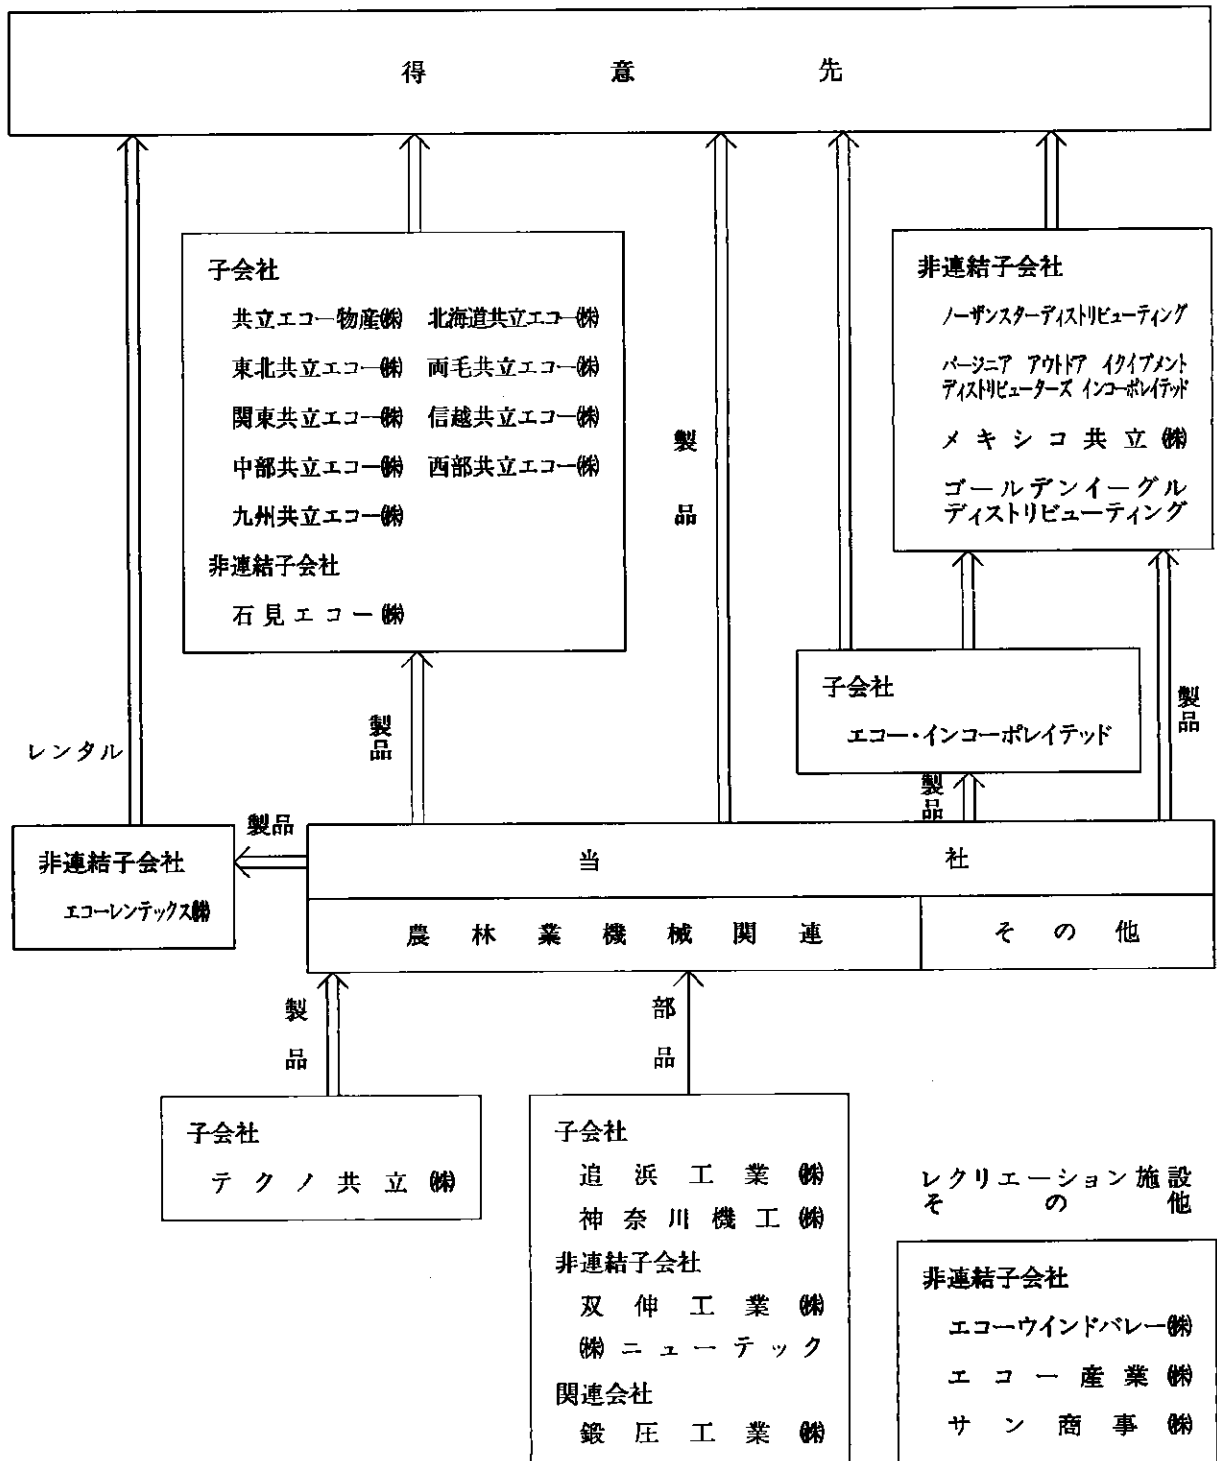 得意先
子会社
共立エコー物産㈱ 北海道共立エコー㈱
東北共立エコー㈱ 両毛共立エコー㈱
関東共立エコー㈱ 信越共立エコー㈱
中部共立エコー㈱ 西部共立エコー㈱
九州共立エコー㈱
非連結子会社
石見エコー㈱
製品
非連結子会社
ノーザンスターディストリビューティング
バージニア アウトドア イクイプメント
ディストリビューターズ インコーポレイテッド
メキシコ共立㈱
ゴールデンイーグル
ディストリビューティング
子会社
エコー・インコーポレイテッド
製品
レンタル
製品
製品
製品
非連結子会社
エコーレンテックス㈱
当社
農林業機械関連
その他
製品
部品
子会社
テクノ共立㈱
子会社
追浜工業㈱
神奈川機工㈱
非連結子会社
双伸工業㈱
㈱ニューテック
関連会社
鍛圧工業㈱
レクリエーション施設
その他
非連結子会社
エコーウインドバレー㈱
エコー産業㈱
サン商事㈱